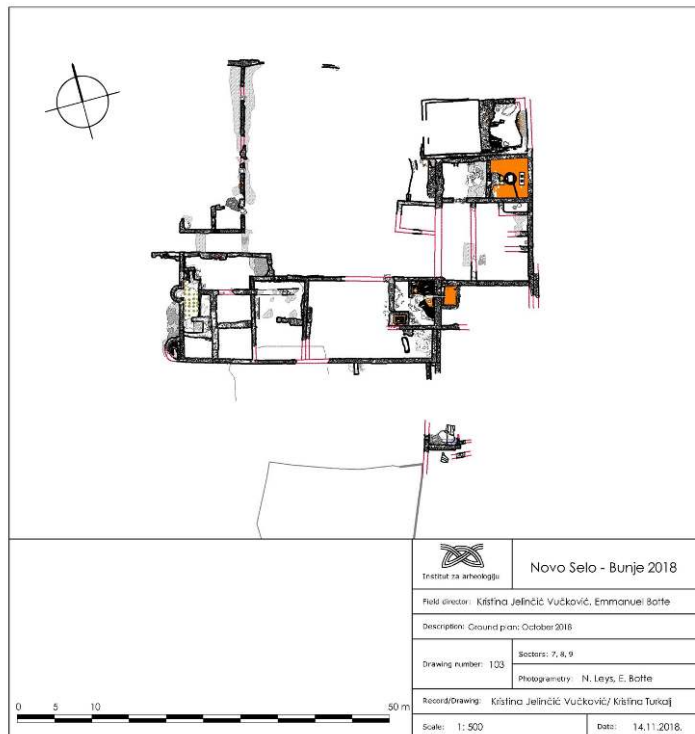 0 5 10 50 m
Institut za arheologiju
Novo Selo - Bunje 2018
Field director: Kristina Jelinčić Vučković, Emmanuel Botte
Description: Ground plan: October 2018
Drawing number: 103
Sectors: 7, 8, 9
Photogrametry: N. Leys, E. Botte
Record/Drawing: Kristina Jelinčić Vučković/ Kristina Turkalj
Scale: 1: 500
Date: 14.11.2018.